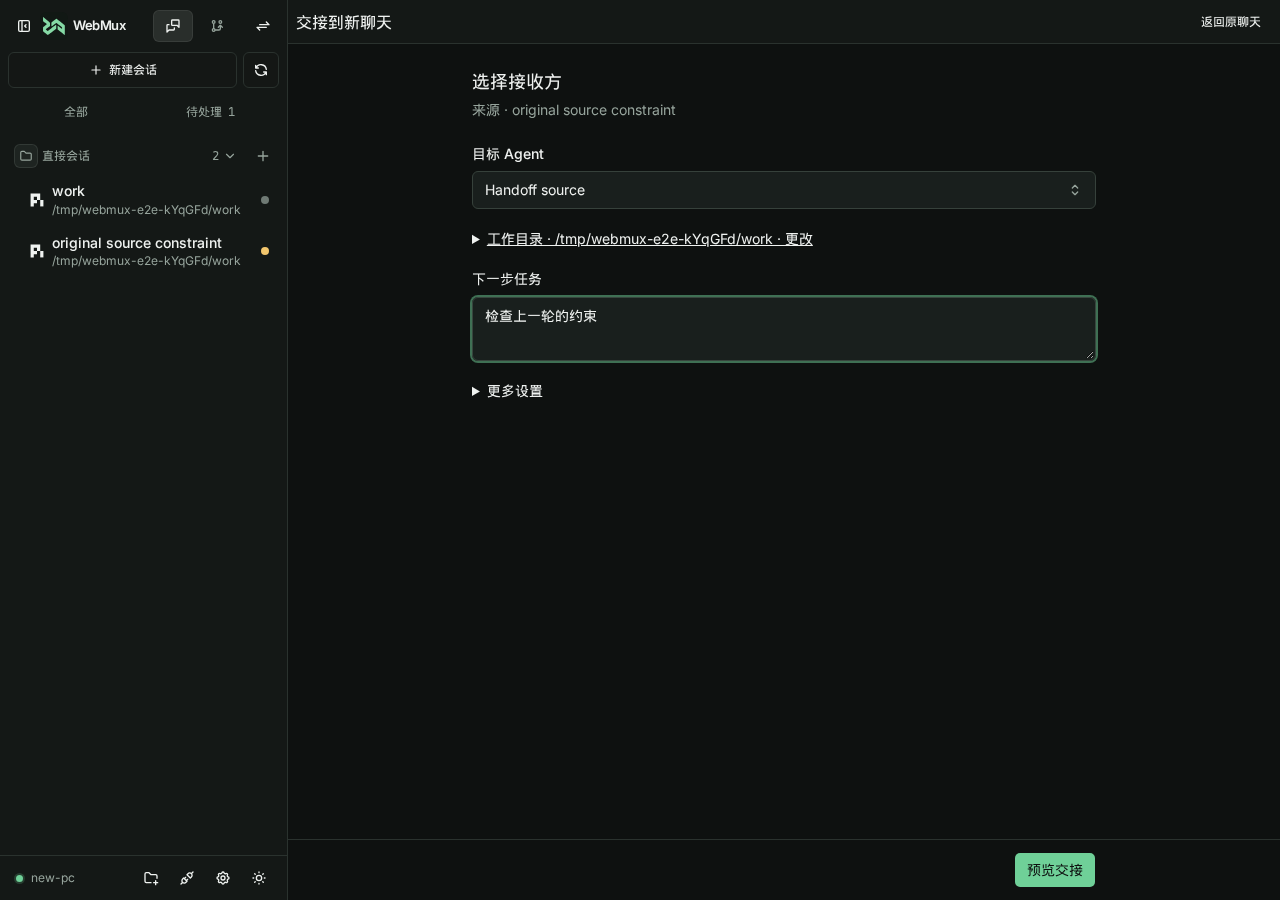 WebMux
新建会话
全部
待处理 1
直接会话
2
work
/tmp/webmux-e2e-kYqGFd/work
original source constraint
/tmp/webmux-e2e-kYqGFd/work
new-pc
交接到新聊天
返回原聊天
选择接收方
来源 · original source constraint
目标 Agent
Handoff source
工作目录 · /tmp/webmux-e2e-kYqGFd/work · 更改
下一步任务
检查上一轮的约束
更多设置
预览交接